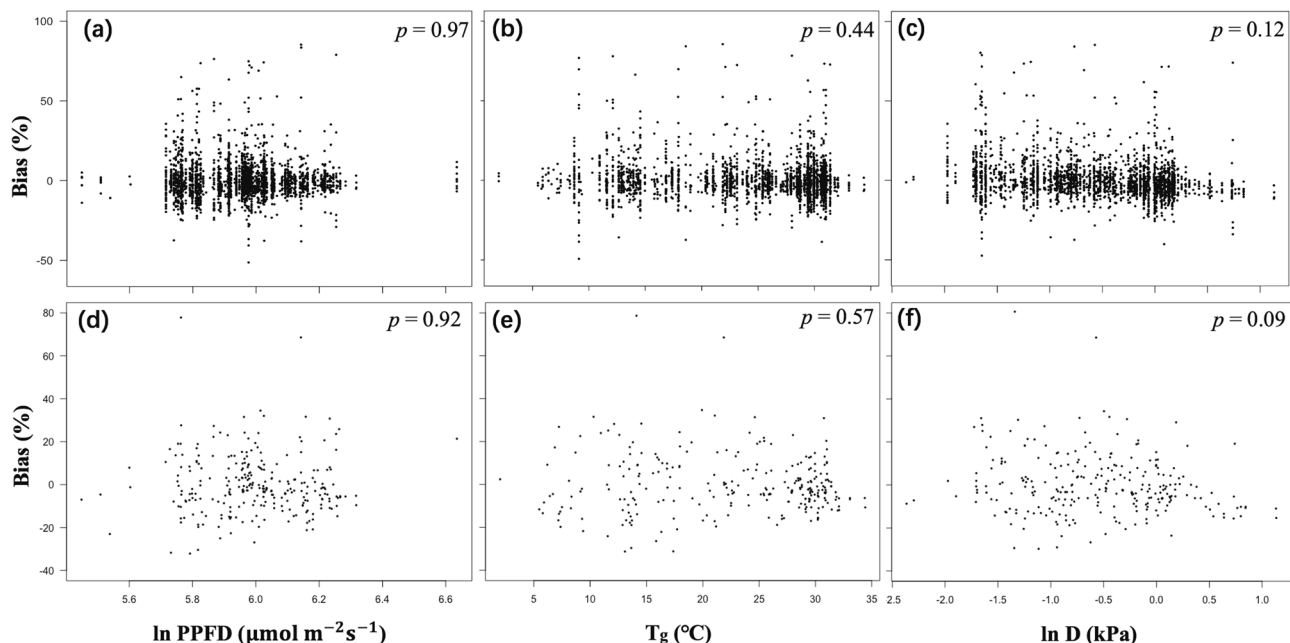 (a) p = 0.97
(b) p = 0.44
(c) p = 0.12
100
50
0
-50
Bias (%)
(d) p = 0.92
(e) p = 0.57
(f) p = 0.09
80
60
40
20
0
-20
-40
Bias (%)
5.6 6.0 6.2 6.4 6.6
5 10 15 20 25 30 35
-2.5 -2.0 -1.5 -1.0 -0.5 0.0 0.5 1.0 1.5
ln PPFD (μmol m⁻²s⁻¹)
Tg (℃)
ln D (kPa)